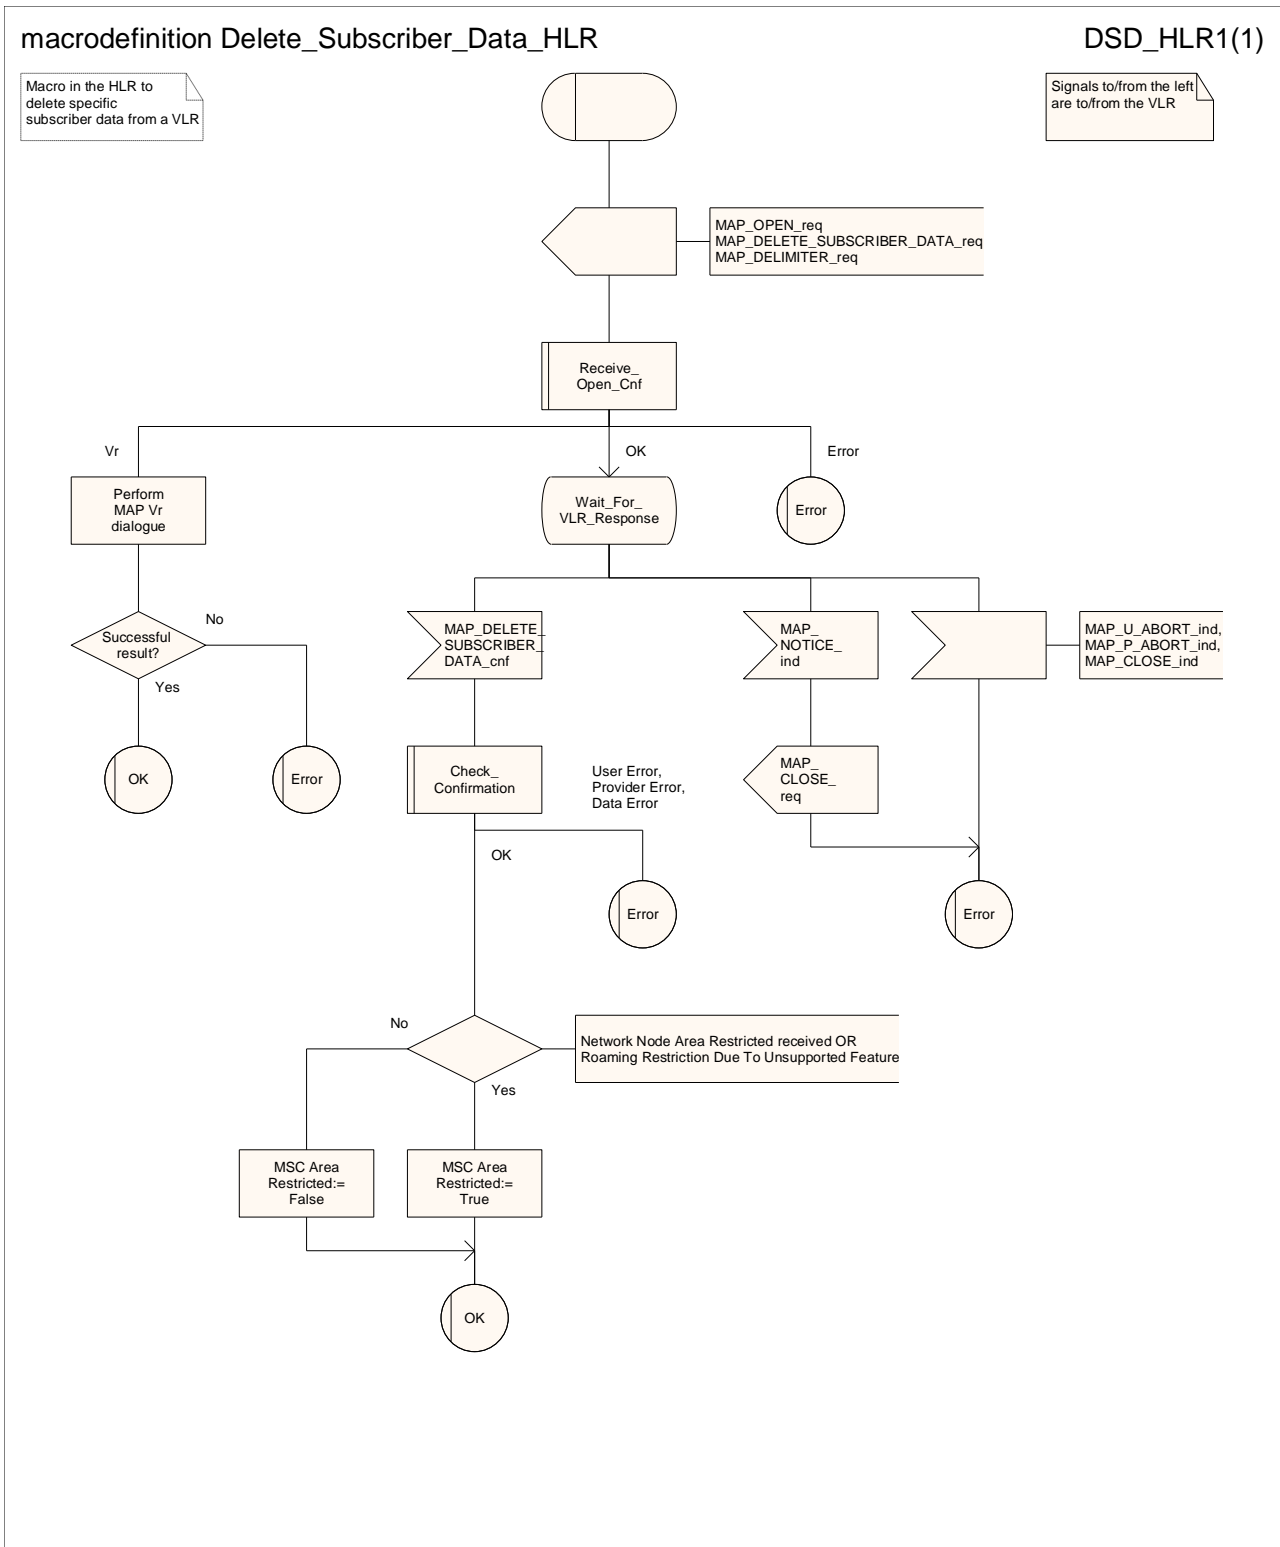 macrodefinition Delete_Subscriber_Data_HLR
DSD_HLR1(1)
Macro in the HLR to
delete specific
subscriber data from a VLR
Signals to/from the left
are to/from the VLR
MAP_OPEN_req
MAP_DELETE_SUBSCRIBER_DATA_req
MAP_DELIMITER_req
Receive_
Open_Cnf
Vr
OK
Error
Perform
MAP Vr
dialogue
Wait_For_
VLR_Response
Error
Successful
result?
No
Yes
MAP_DELETE_
SUBSCRIBER_
DATA_cnf
MAP_
NOTICE_
ind
MAP_U_ABORT_ind,
MAP_P_ABORT_ind,
MAP_CLOSE_ind
OK
Error
Check_
Confirmation
User Error,
Provider Error,
Data Error
MAP_
CLOSE_
req
OK
Error
Error
No
Network Node Area Restricted received OR
Roaming Restriction Due To Unsupported Feature
Yes
MSC Area
Restricted:=
False
MSC Area
Restricted:=
True
OK